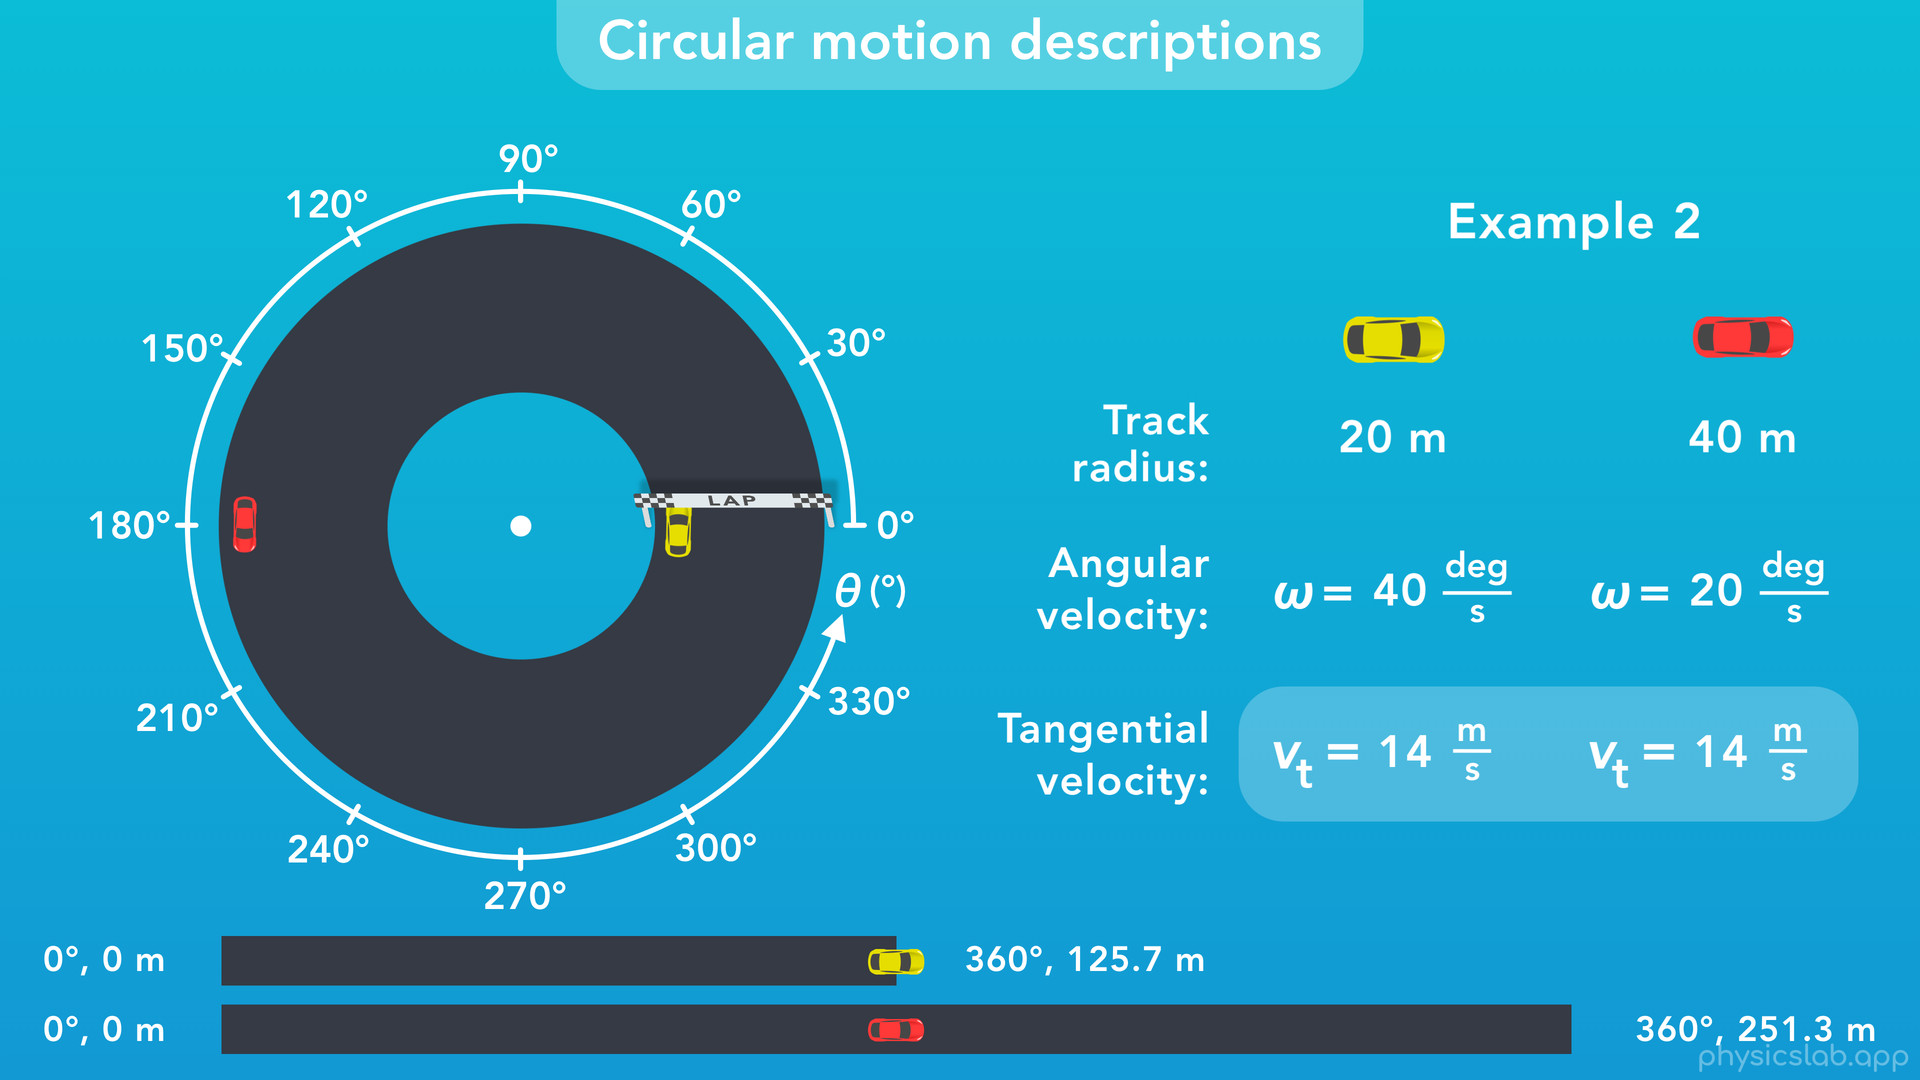 Circular motion descriptions
90°
120°
60°
150°
30°
180°
0°
LAP
θ (°)
210°
330°
240°
300°
270°
Example 2
Track radius:
20 m
40 m
Angular velocity:
ω = 40 deg/s
ω = 20 deg/s
Tangential velocity:
vt = 14 m/s
vt = 14 m/s
0°, 0 m
360°, 125.7 m
0°, 0 m
360°, 251.3 m
physicslab.app